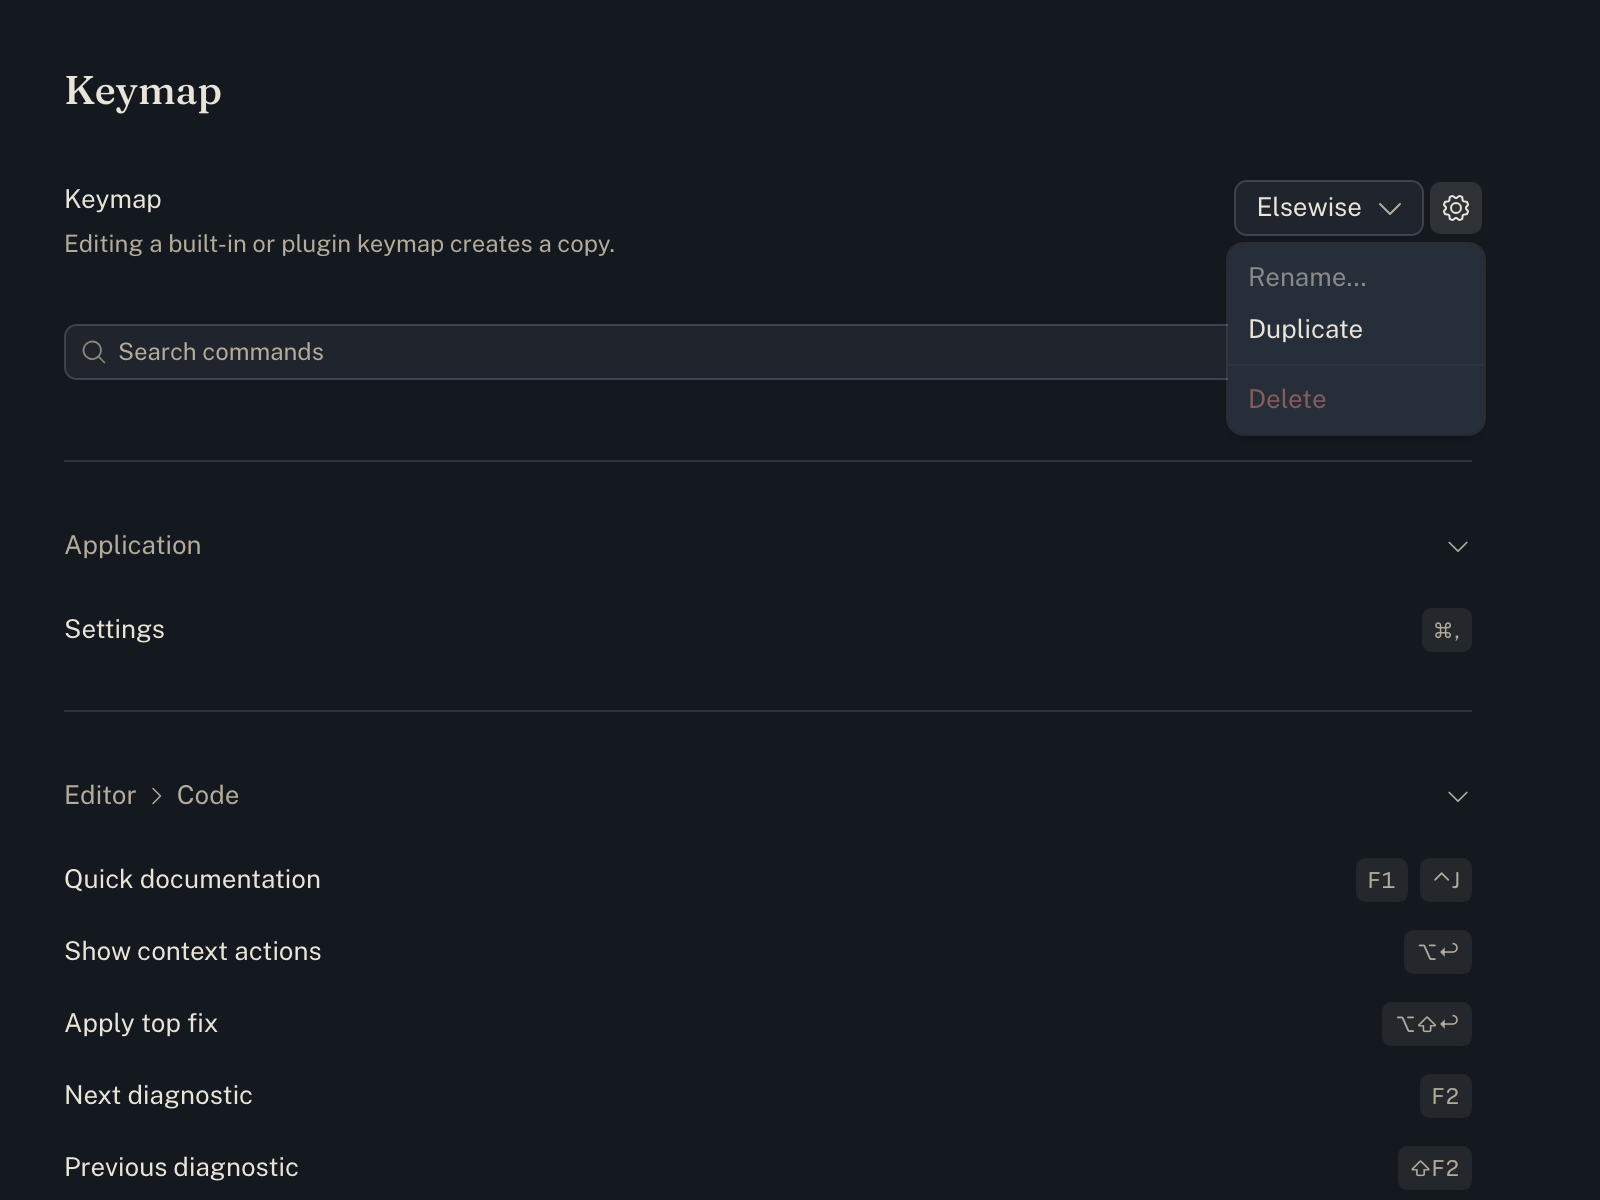 Keymap
Keymap
Elsewise
Editing a built-in or plugin keymap creates a copy.
Rename...
Duplicate
Delete
Search commands
Application
Settings
⌘,
Editor > Code
Quick documentation
F1 ^J
Show context actions
⌥↩
Apply top fix
⌥⇧↩
Next diagnostic
F2
Previous diagnostic
⇧F2